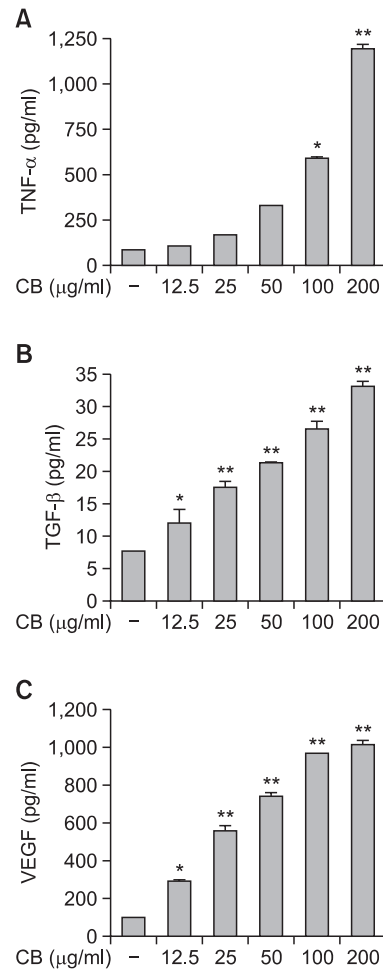 A
TNF-α (pg/ml)
1,250
1,000
750
500
250
0
* **
CB (μg/ml) – 12.5 25 50 100 200
B
TGF-β (pg/ml)
35
30
25
20
15
10
5
0
* ** ** ** **
CB (μg/ml) – 12.5 25 50 100 200
C
VEGF (pg/ml)
1,200
1,000
800
600
400
200
0
* ** ** ** **
CB (μg/ml) – 12.5 25 50 100 200